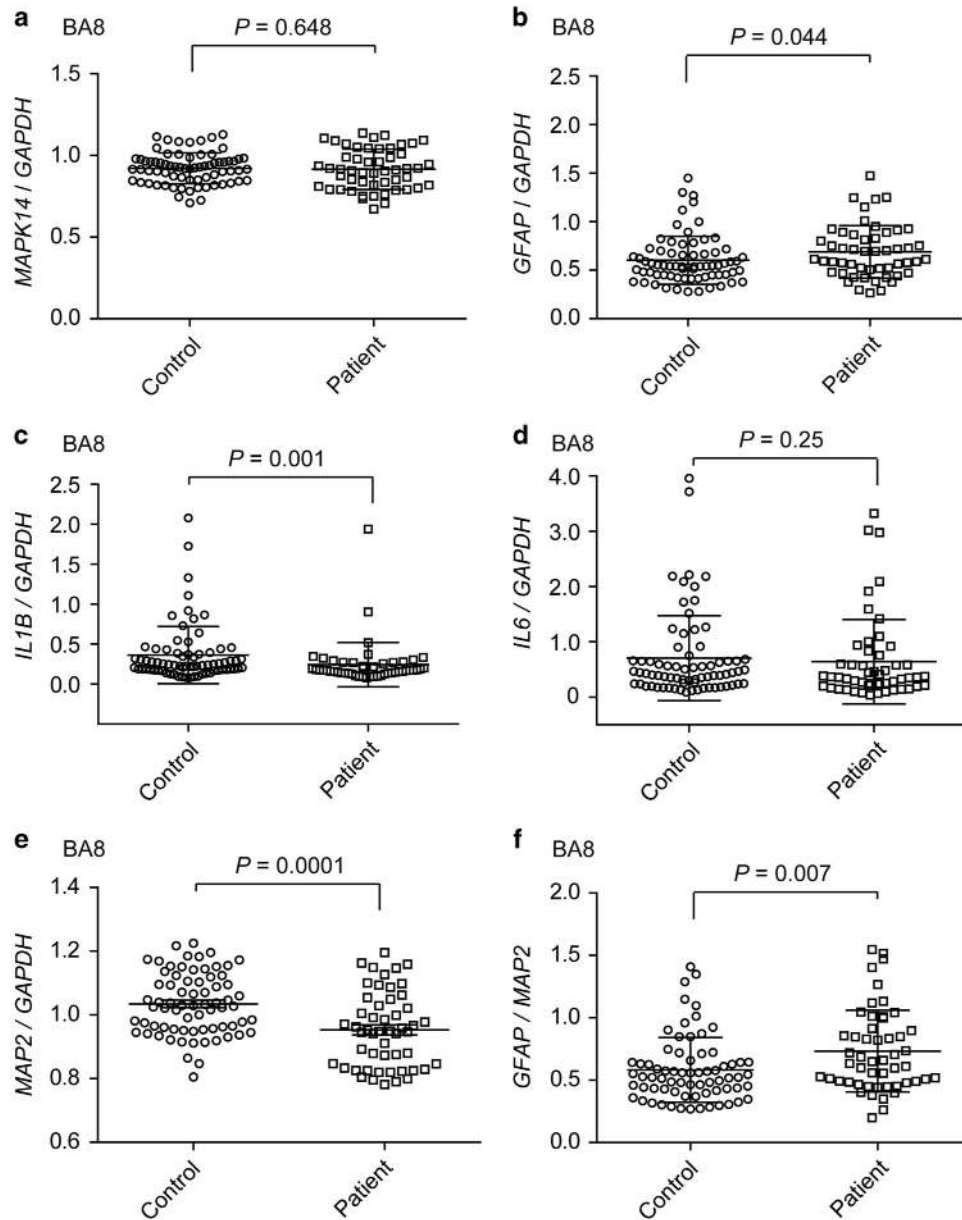 a
BA8
P = 0.648
MAPK14 / GAPDH
1.5
1.0
0.5
0.0
Control
Patient
b
BA8
P = 0.044
GFAP / GAPDH
2.5
2.0
1.5
1.0
0.5
0.0
Control
Patient
c
BA8
P = 0.001
IL1B / GAPDH
2.5
2.0
1.5
1.0
0.5
0.0
Control
Patient
d
BA8
P = 0.25
IL6 / GAPDH
4.0
3.0
2.0
1.0
0
Control
Patient
e
BA8
P = 0.0001
MAP2 / GAPDH
1.4
1.2
1.0
0.8
0.6
Control
Patient
f
BA8
P = 0.007
GFAP / MAP2
2.0
1.5
1.0
0.5
0.0
Control
Patient